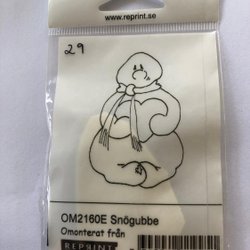 www.reprint.se
29
OM2160E Snögubbe
Omonterat från
REPRINT